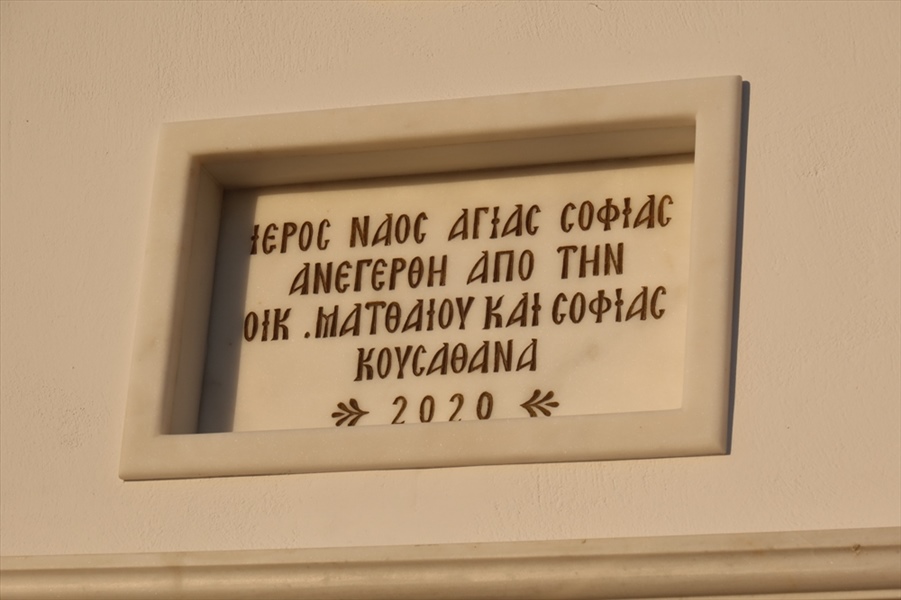 ΙΕΡΟΣ ΝΑΟΣ ΑΓΙΑΣ ΣΟΦΙΑΣ
ΑΝΕΓΕΡΘΗ ΑΠΟ ΤΗΝ
ΟΙΚ .ΜΑΤΘΑΙΟΥ ΚΑΙ ΣΟΦΙΑΣ
ΚΟΥΣΑΘΑΝΑ
2020